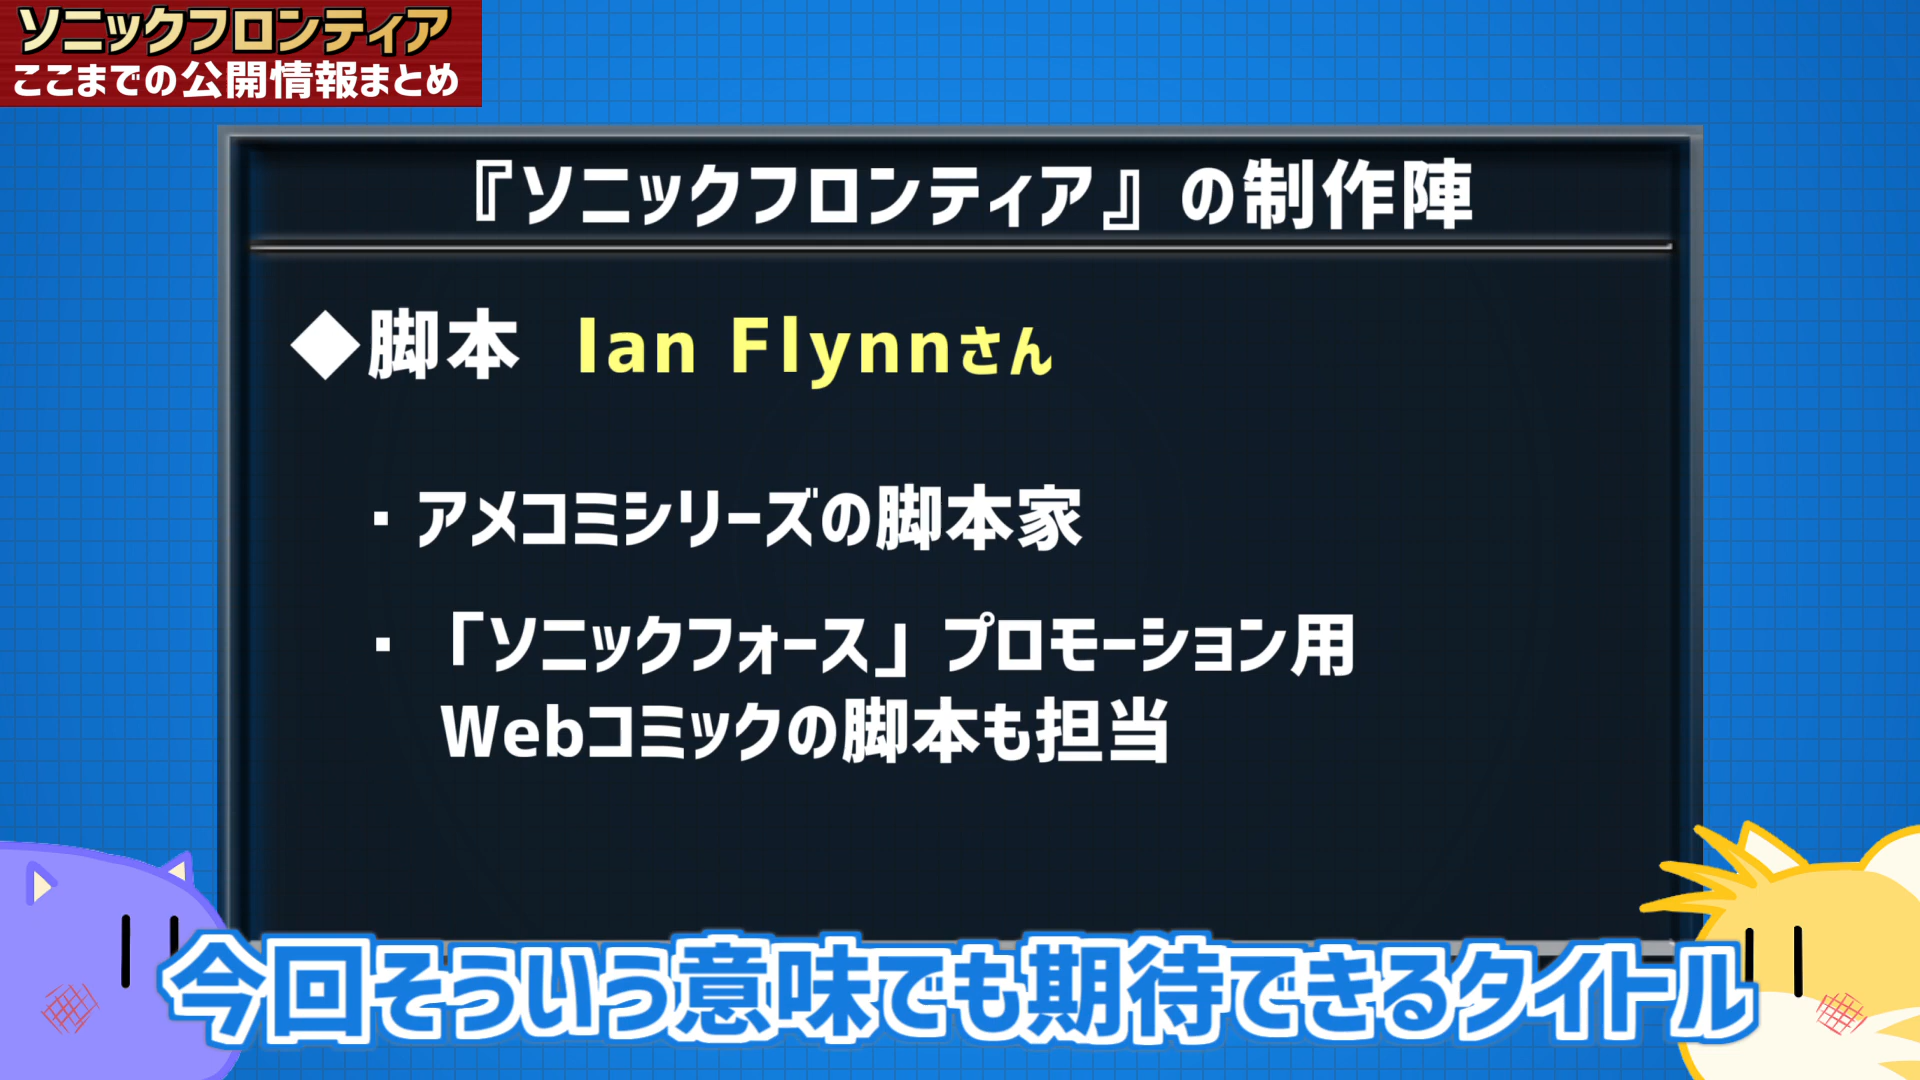 ソニックフロンティア
ここまでの公開情報まとめ
『ソニックフロンティア』の制作陣
◆脚本 Ian Flynnさん
・アメコミシリーズの脚本家
・「ソニックフォース」プロモーション用
Webコミックの脚本も担当
今回そういう意味でも期待できるタイトル